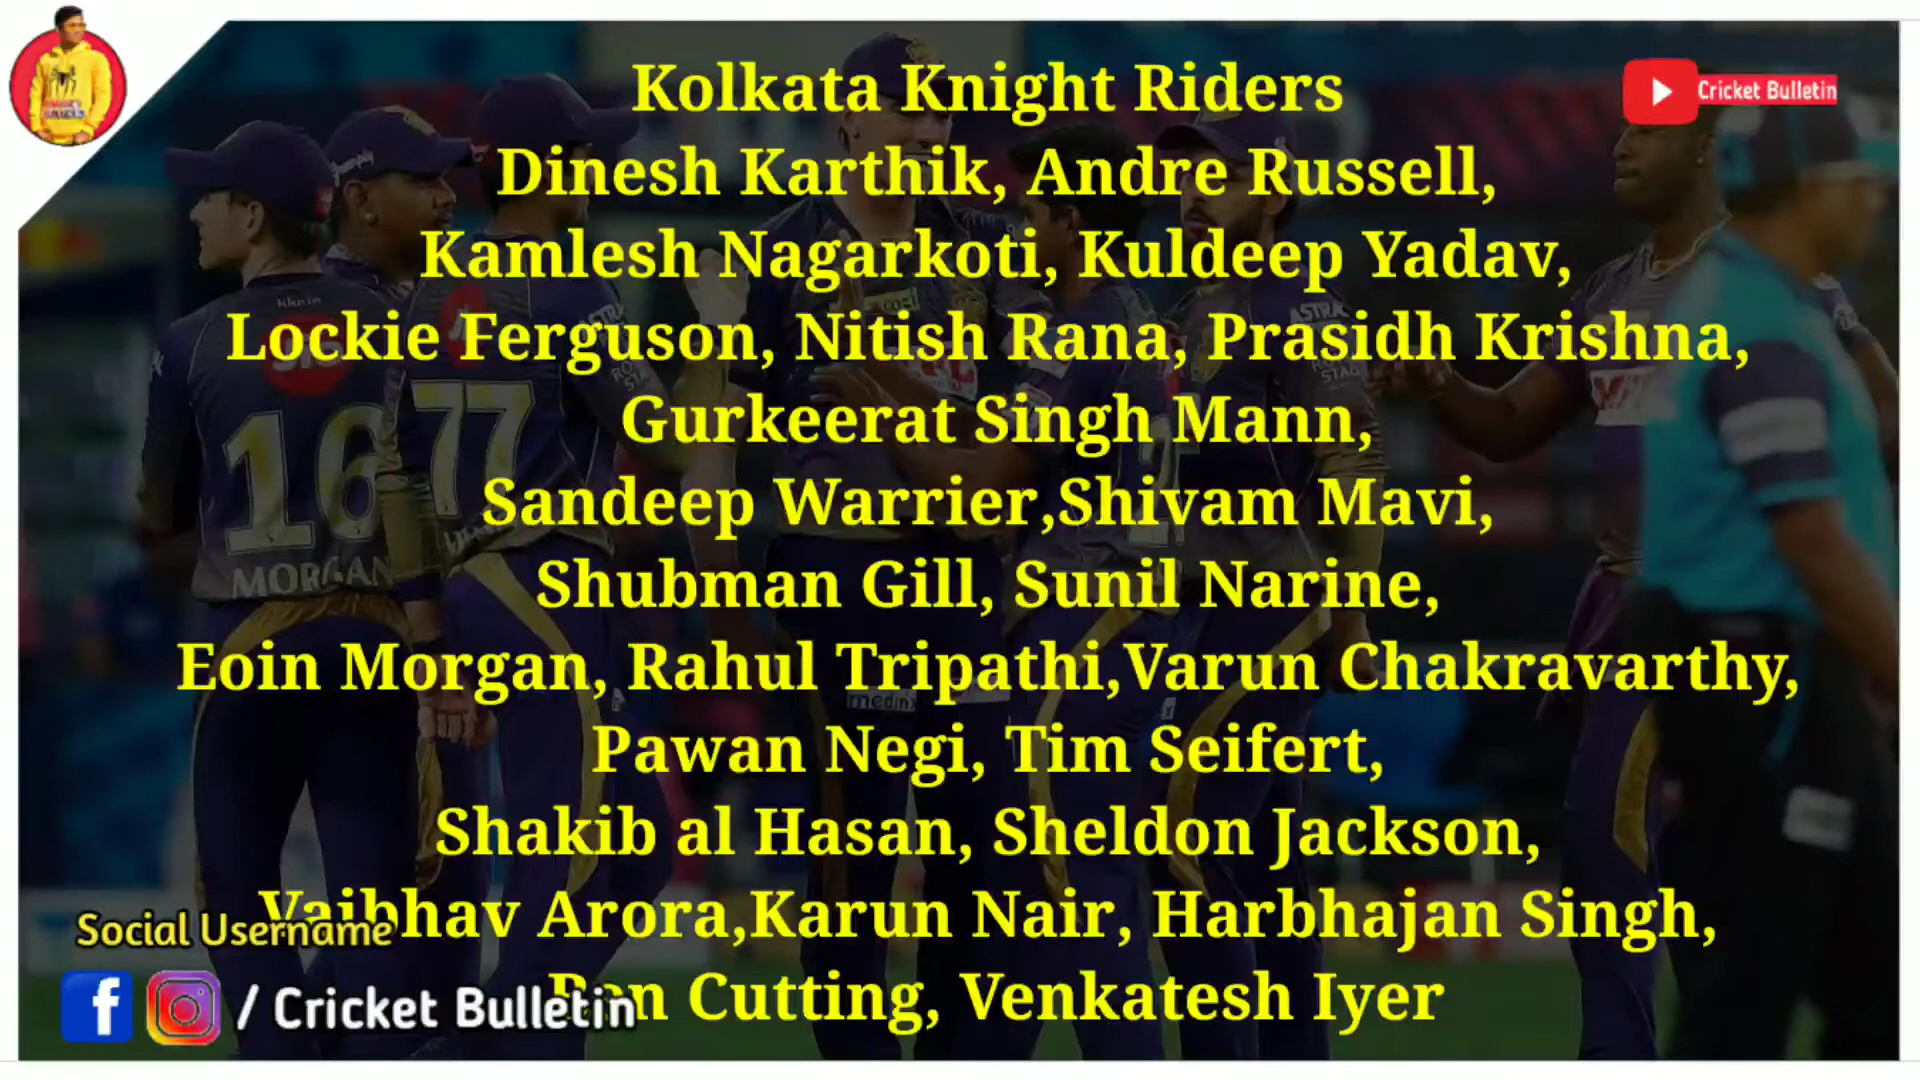 Kolkata Knight Riders
Cricket Bulletin
Dinesh Karthik, Andre Russell,
Kamlesh Nagarkoti, Kuldeep Yadav,
Lockie Ferguson, Nitish Rana, Prasidh Krishna,
Gurkeerat Singh Mann,
Sandeep Warrier,Shivam Mavi,
Shubman Gill, Sunil Narine,
Eoin Morgan, Rahul Tripathi,Varun Chakravarthy,
Pawan Negi, Tim Seifert,
Shakib al Hasan, Sheldon Jackson,
Vaibhav Arora,Karun Nair, Harbhajan Singh,
Social Username
Cutting, Venkatesh Iyer
/ Cricket Bulletin
16
MORGAN
77